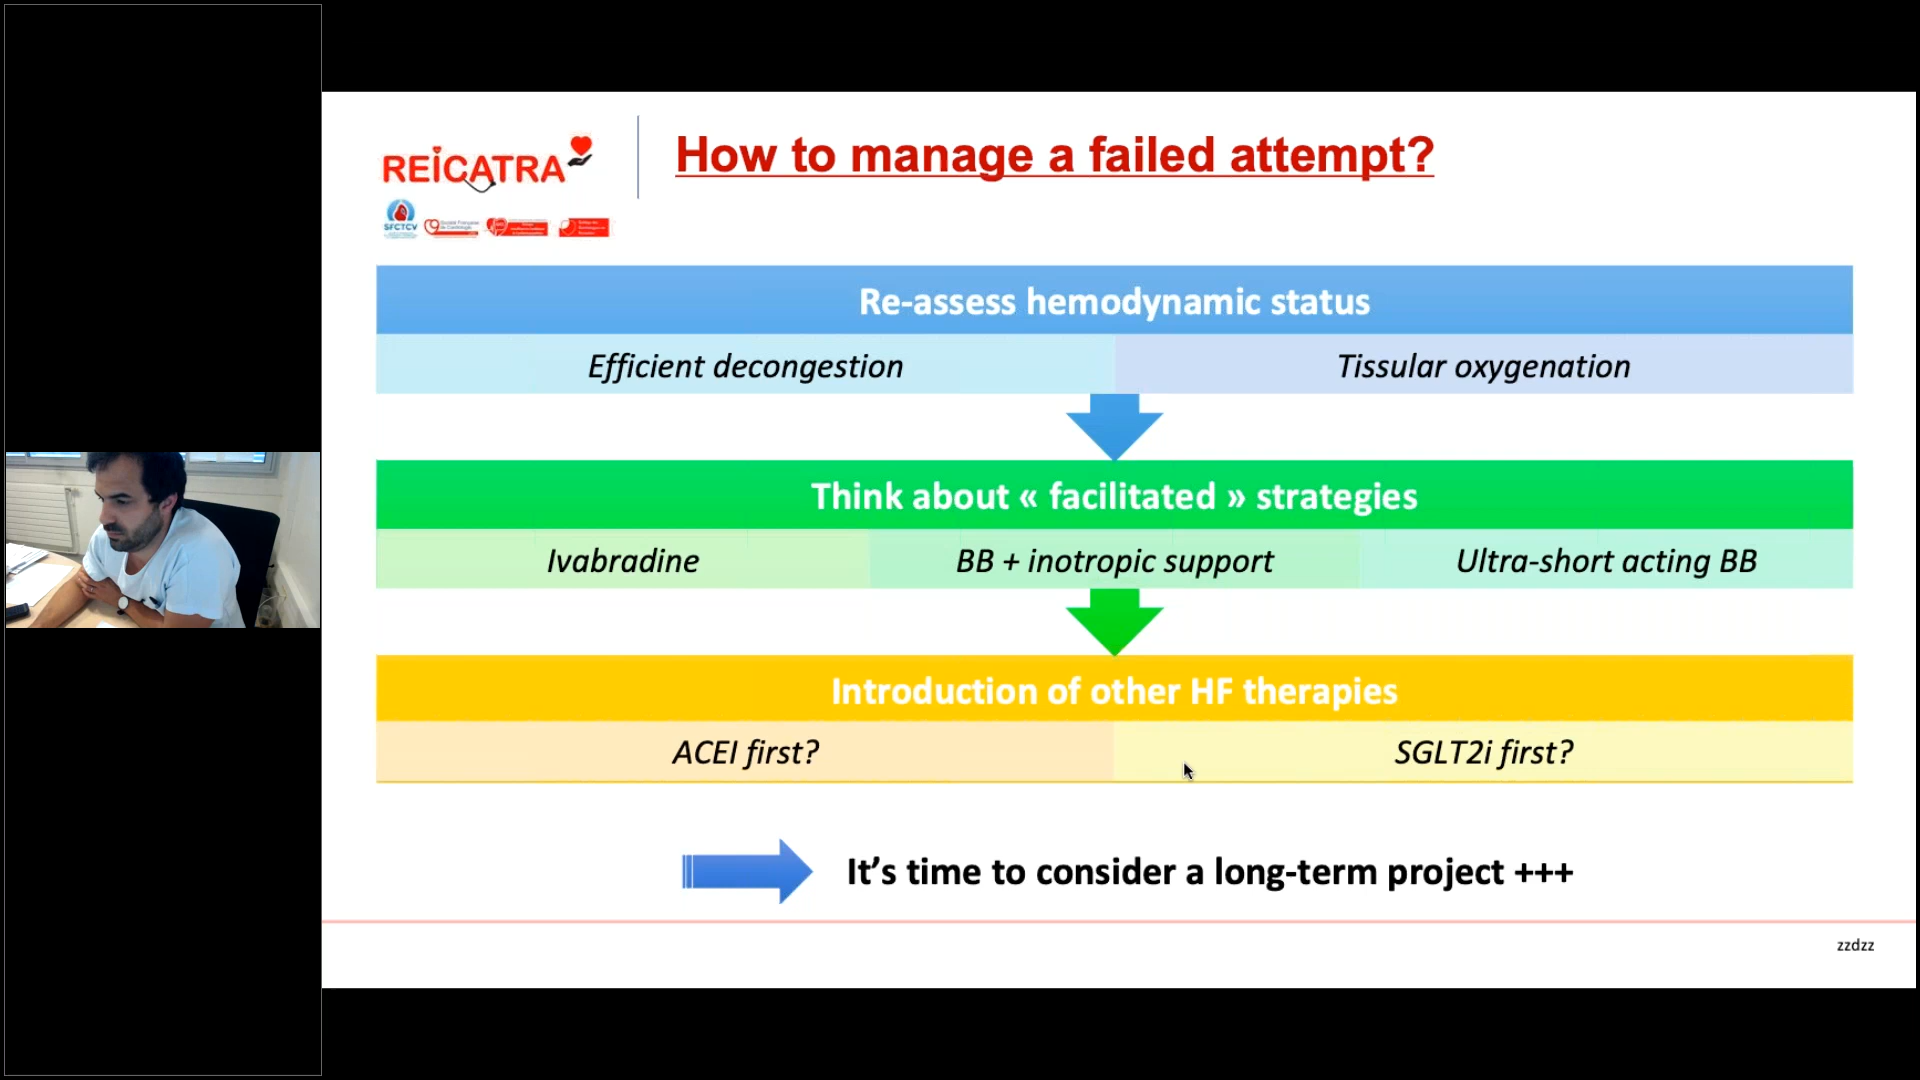 How to manage a failed attempt?
REICATRA
SFCTCV
Re-assess hemodynamic status
Efficient decongestion
Tissular oxygenation
Think about « facilitated » strategies
Ivabradine
BB + inotropic support
Ultra-short acting BB
Introduction of other HF therapies
ACEI first?
SGLT2i first?
It’s time to consider a long-term project +++
zzdzz